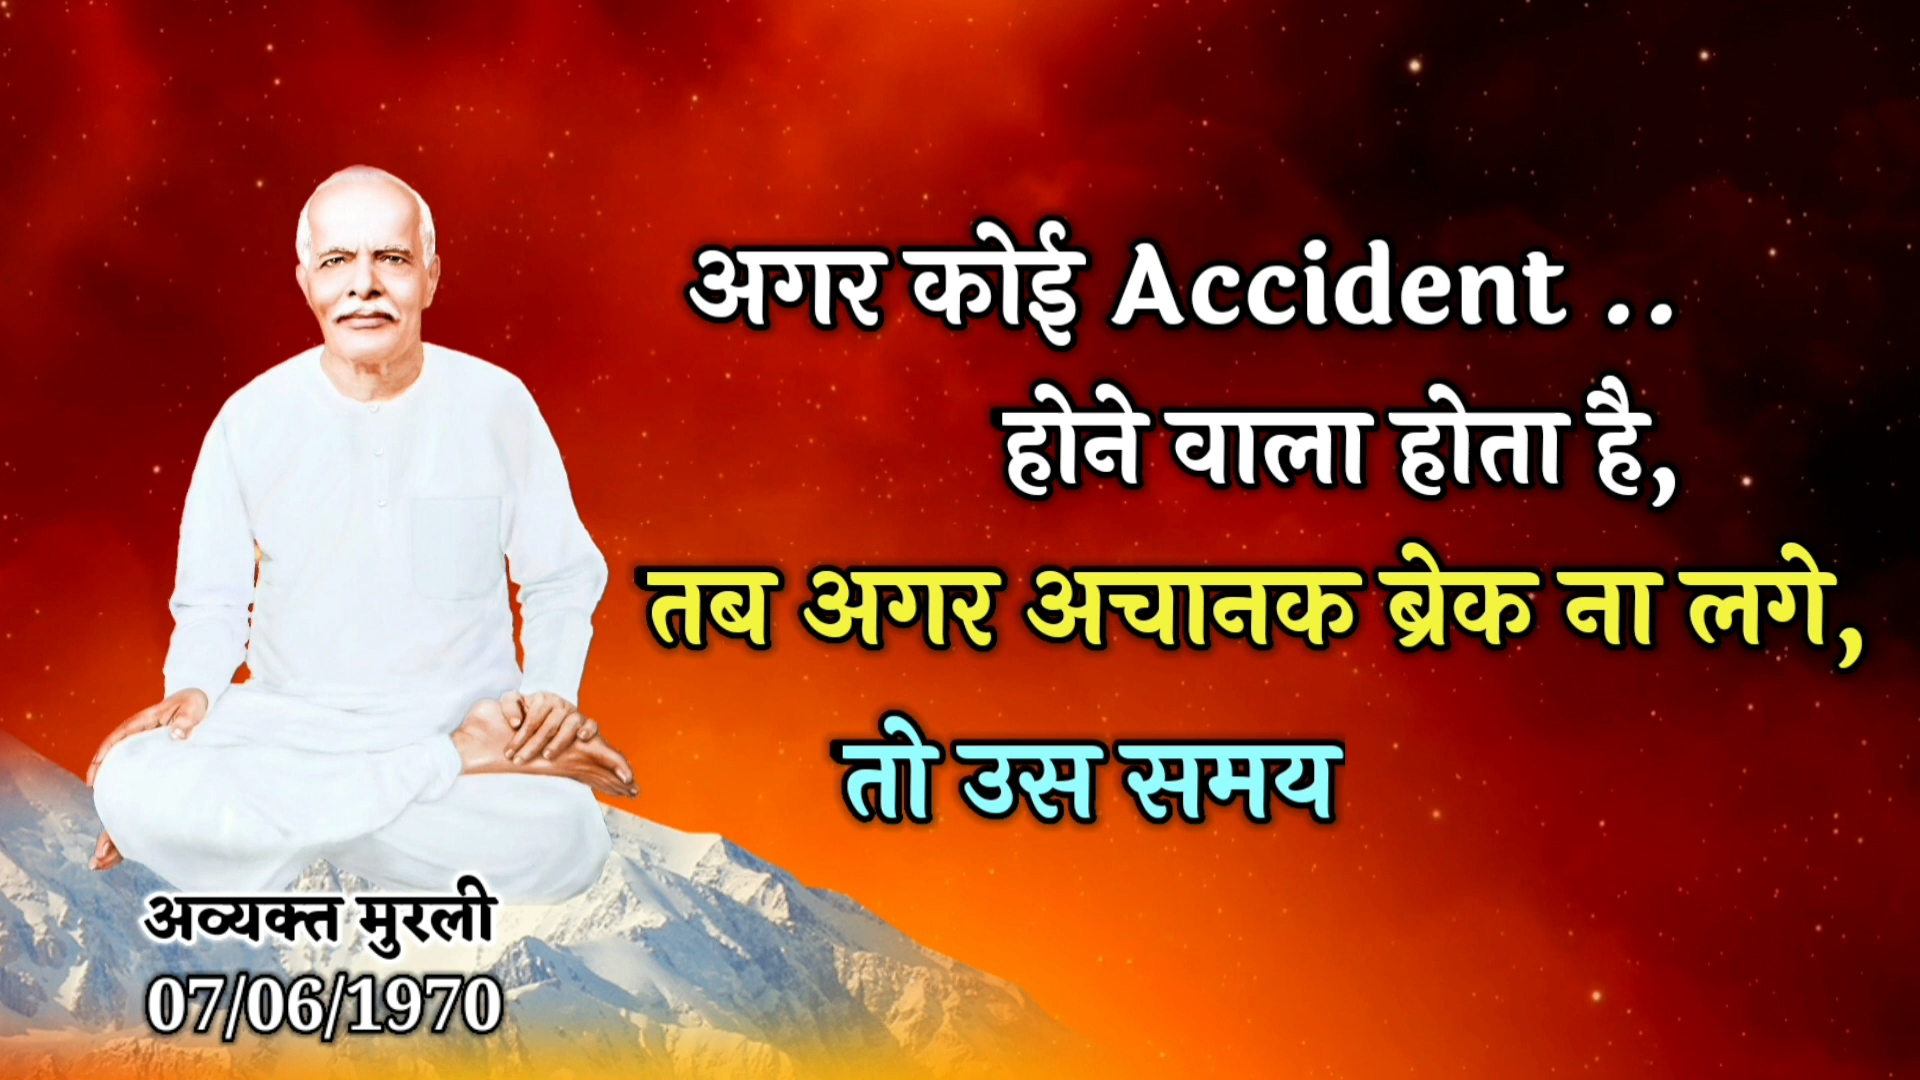 अगर कोई Accident ..
होने वाला होता है,
तब अगर अचानक ब्रेक ना लगे,
तो उस समय
अव्यक्त मुरली
07/06/1970